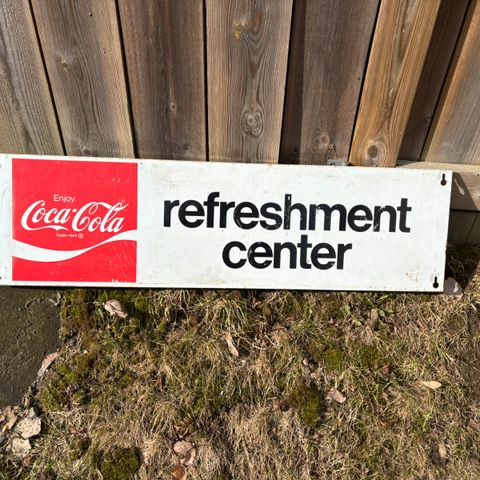 Enjoy
Coca-Cola
Trade-mark ®
refreshment
center